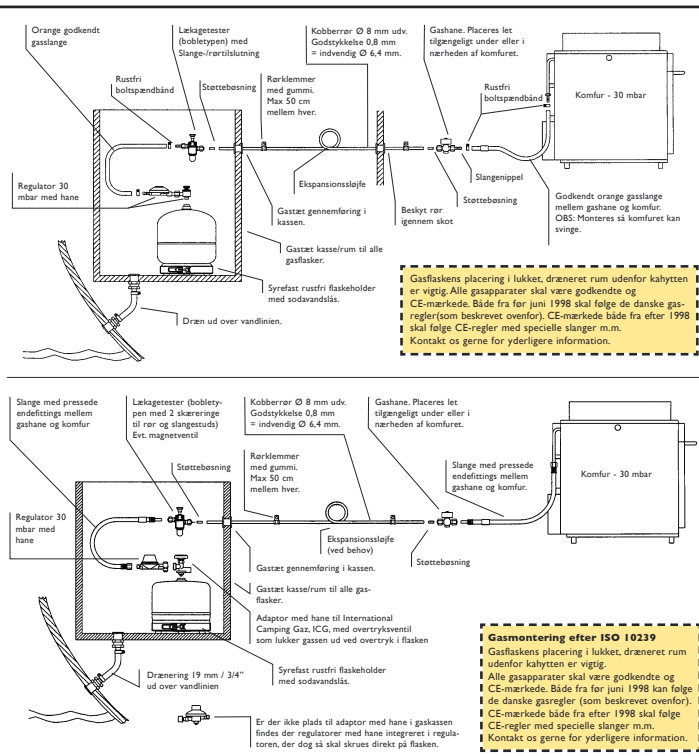 Orange godkendt
gasslange
Lækagetester
(bobletypen) med
Slange-/rørtilslutning
Kobberrør Ø 8 mm udv.
Godstykkelse 0,8 mm
= indvendig Ø 6,4 mm.
Gashane. Placeres let
tilgængeligt under eller i
nærheden af komfuret.
Rustfri
boltspændbånd
Støttebøsning
Rørklemmer
med gummi.
Max 50 cm
mellem hver.
Rustfri
boltspændbånd
Komfur - 30 mbar
Regulator 30
mbar med hane
Ekspansionssløjfe
Slangenippel
Støttebøsning
Gastæt gennemføring i
kassen.
Beskyt rør
igennem skot
Godkendt orange gasslange
mellem gashane og komfur.
OBS: Monteres så komfuret kan
svinge.
Gastæt kasse/rum til alle
gasflasker.
Syrefast rustfri flaskeholder
med sodavandslås.
Dræn ud over vandlinien.
Gasflaskens placering i lukket, dræneret rum udenfor kahytten
er vigtig. Alle gasapparater skal være godkendte og
CE-mærkede. Både fra før juni 1998 skal følge de danske gas-
regler(som beskrevet ovenfor). CE-mærkede både fra efter 1998
skal følge CE-regler med specielle slanger m.m.
Kontakt os gerne for yderligere information.
Slange med pressede
endefittings mellem
gashane og komfur
Lækagetester (boblety-
pen med 2 skæreringe
til rør og slangestuds)
Evt. magnetventil
Kobberrør Ø 8 mm udv.
Godstykkelse 0,8 mm
= indvendig Ø 6,4 mm.
Gashane. Placeres let
tilgængeligt under eller i
nærheden af komfuret.
Støttebøsning
Rørklemmer
med gummi.
Max 50 cm
mellem hver.
Slange med pressede
endefittings mellem
gashane og komfur.
Komfur - 30 mbar
Regulator 30
mbar med
hane
Ekspansionssløjfe
(ved behov)
Støttebøsning
Gastæt gennemføring i kassen.
Gastæt kasse/rum til alle gas-
flasker.
Adaptor med hane til International
Camping Gaz, ICG, med overtryksventil
som lukker gassen ud ved overtryk i flasken
Syrefast rustfri flaskeholder
med sodavandslås.
Drænering 19 mm / 3/4"
ud over vandlinien
Er der ikke plads til adaptor med hane i gaskassen
findes der regulatorer med hane integreret i regula-
toren, der dog så skal skrues direkt på flasken.
Gasmontering efter ISO 10239
Gasflaskens placering i lukket, dræneret rum
udenfor kahytten er vigtig.
Alle gasapparater skal være godkendte og
CE-mærkede. Både fra før juni 1998 kan følge
de danske gasregler (som beskrevet ovenfor).
CE-mærkede både fra efter 1998 skal følge
CE-regler med specielle slanger m.m.
Kontakt os gerne for yderligere information.